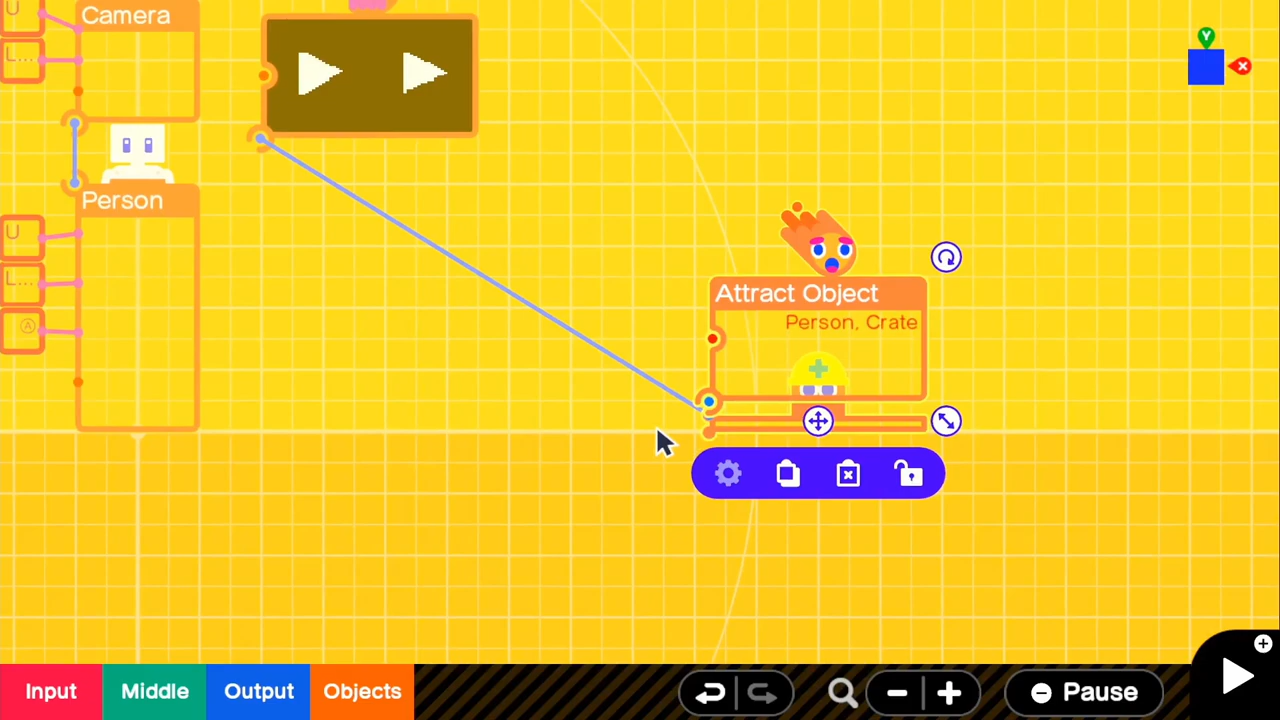 U
Camera
L...
Y
X
Person
U
L...
A
Attract Object
Person, Crate
Input
Middle
Output
Objects
Pause